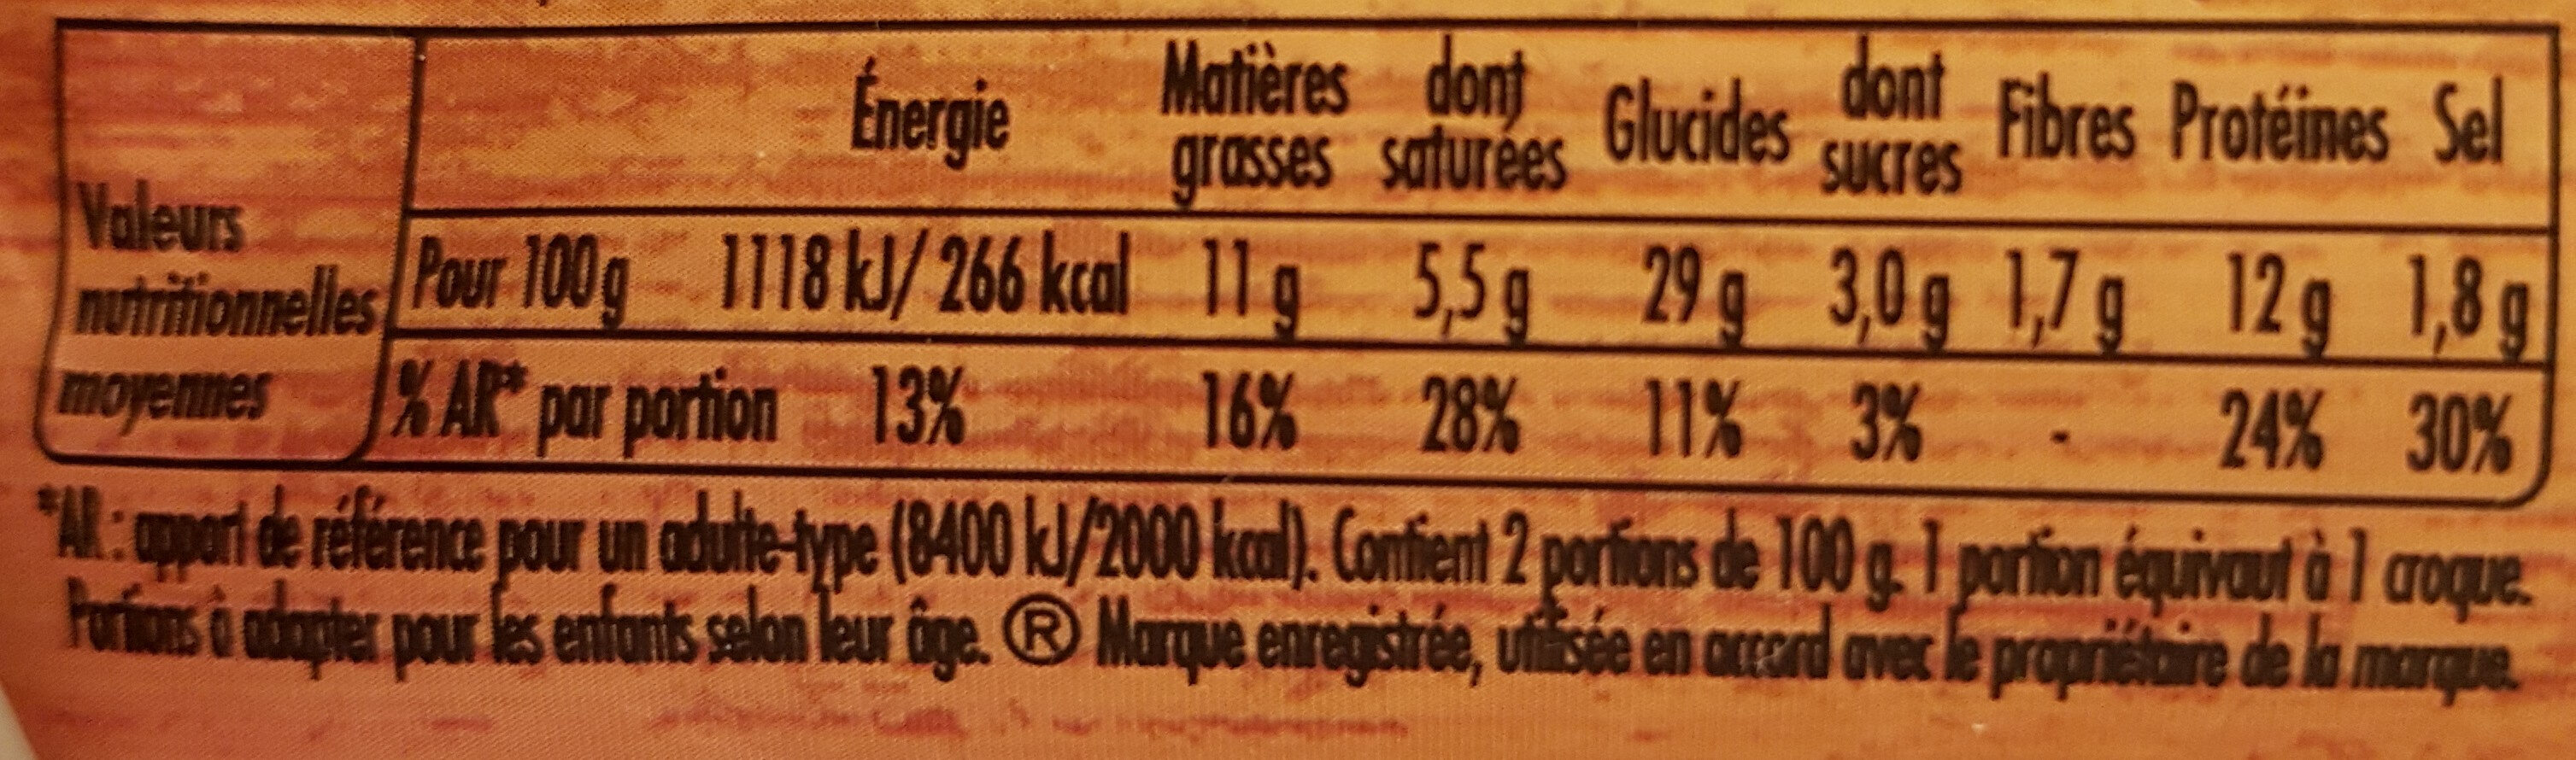 Énergie Matières grasses dont saturées Glucides dont sucres Fibres Protéines Sel
Valeurs nutritionnelles moyennes
Pour 100 g 1118 kJ/ 266 kcal 11 g 5,5 g 29 g 3,0 g 1,7 g 12 g 1,8 g
% AR* par portion 13% 16% 28% 11% 3% - 24% 30%
*AR : apport de référence pour un adulte-type (8400 kJ/2000 kcal). Contient 2 portions de 100 g. 1 portion équivaut à 1 croque.
Portions à adapter pour les enfants selon leur âge. ® Marque enregistrée, utilisée en accord avec le propriétaire de la marque.